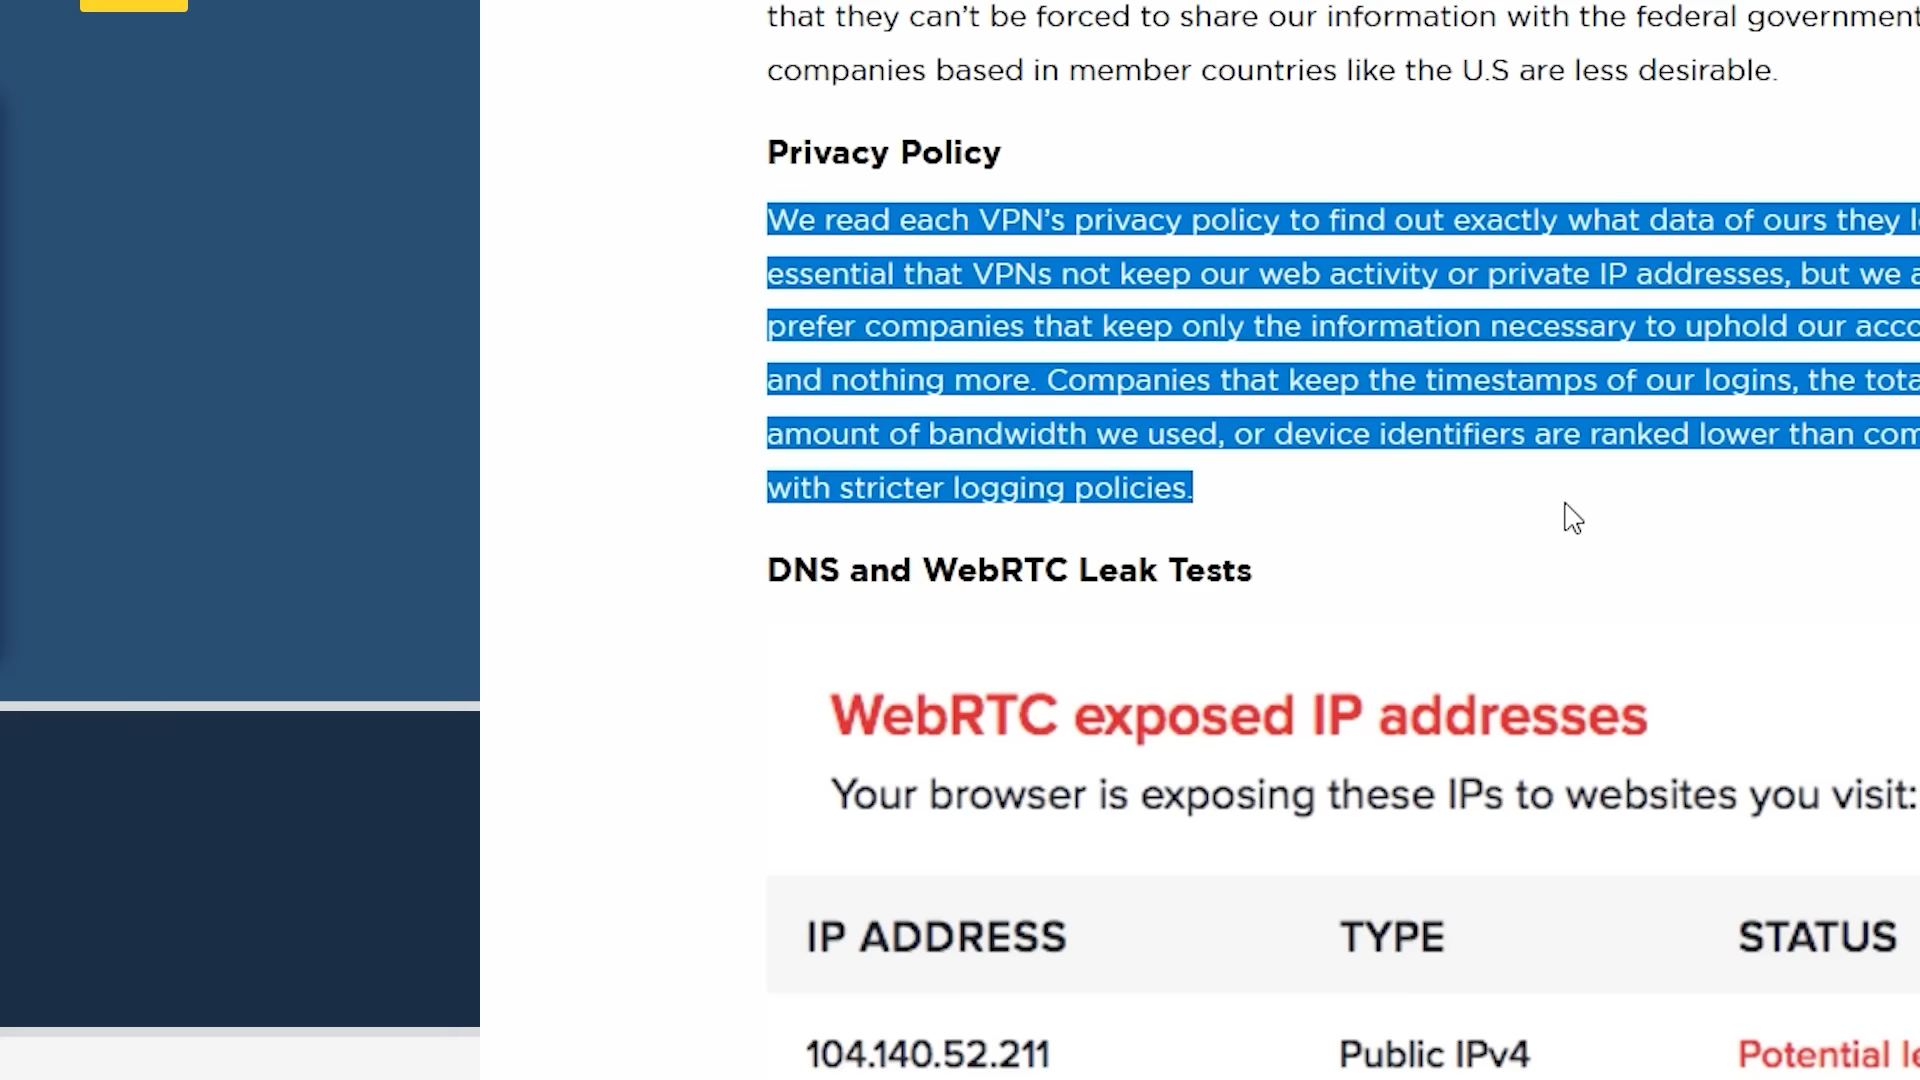 that they can't be forced to share our information with the federal government
companies based in member countries like the U.S are less desirable.
Privacy Policy
We read each VPN's privacy policy to find out exactly what data of ours they
essential that VPNs not keep our web activity or private IP addresses, but we
prefer companies that keep only the information necessary to uphold our
and nothing more. Companies that keep the timestamps of our logins, the
amount of bandwidth we used, or device identifiers are ranked lower than
with stricter logging policies.
DNS and WebRTC Leak Tests
WebRTC exposed IP addresses
Your browser is exposing these IPs to websites you visit:
IP ADDRESS TYPE STATUS
104.140.52.211 Public IPv4 Potential